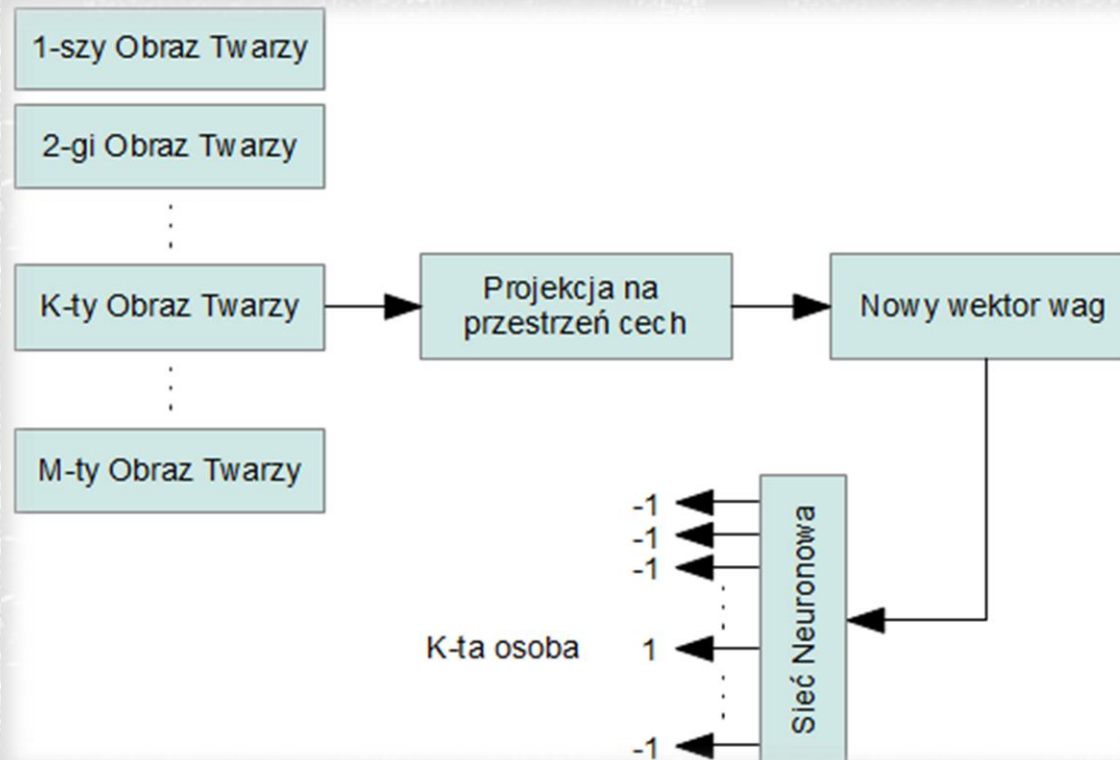 1-szy Obraz Twarzy
2-gi Obraz Twarzy
K-ty Obraz Twarzy
Projekcja na
przestrzeń cech
Nowy wektor wag
M-ty Obraz Twarzy
-1
-1
-1
K-ta osoba 1
-1
Sieć Neuronowa